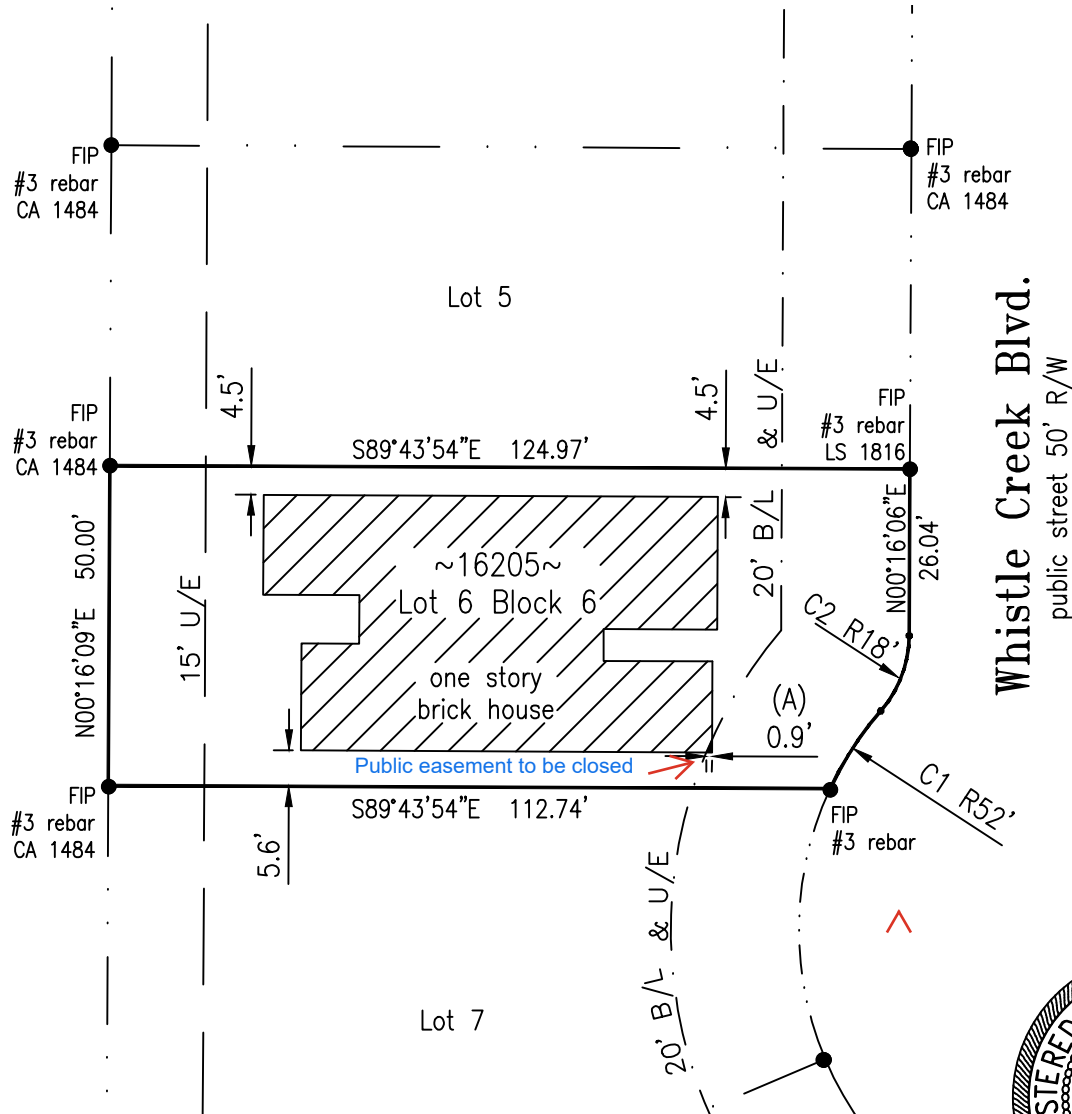 FIP
#3 rebar
CA 1484
FIP
#3 rebar
CA 1484
Lot 5
Whistle Creek Blvd.
public street 50' R/W
4.5'
4.5'
20' B/L & U/E
FIP
#3 rebar
CA 1484
FIP
#3 rebar
LS 1816
S89°43'54"E 124.97'
N00°16'09"E 50.00'
15' U/E
~16205~
Lot 6 Block 6
one story
brick house
N00°16'06"E
26.04'
C2 R18'
(A)
0.9'
Public easement to be closed
C1 R52'
FIP
#3 rebar
CA 1484
S89°43'54"E 112.74'
FIP
#3 rebar
5.6'
20' B/L & U/E
Lot 7
STERED